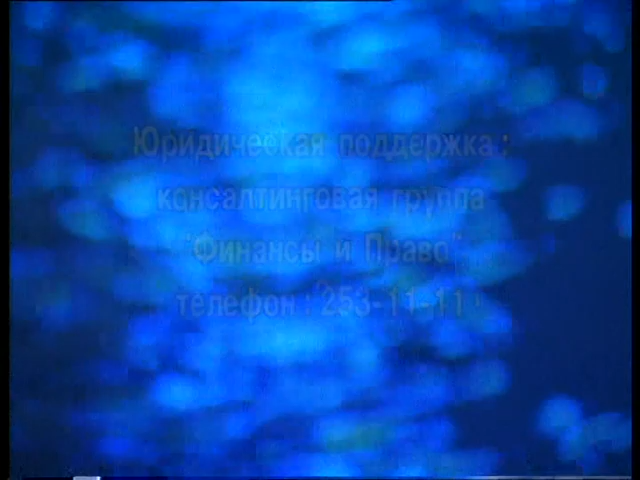 Юридическая поддержка:
консалтинговая группа
"Финансы и Право"
телефон: 253-11-11